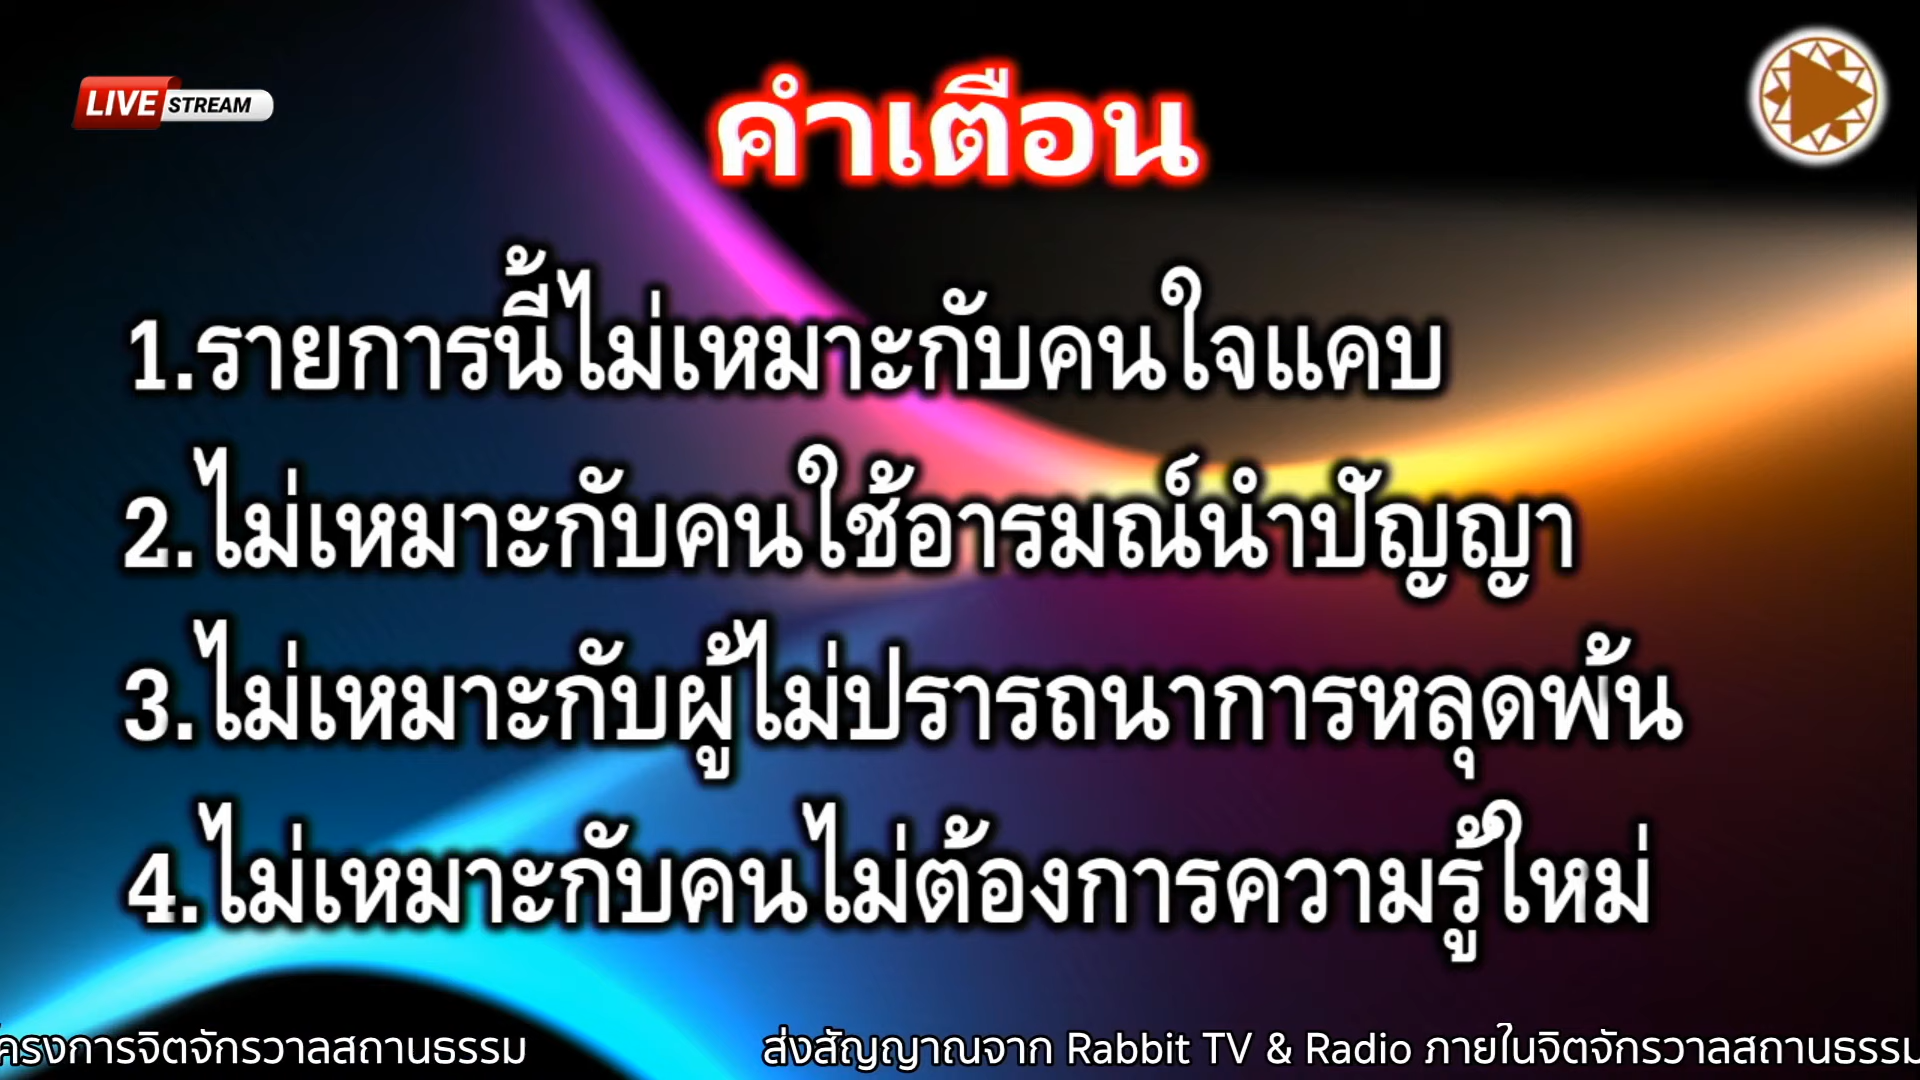 LIVE STREAM
คำเตือน
1.รายการนี้ไม่เหมาะกับคนใจแคบ
2.ไม่เหมาะกับคนใช้อารมณ์นำปัญญา
3.ไม่เหมาะกับผู้ไม่ปรารถนาการหลุดพ้น
4.ไม่เหมาะกับคนไม่ต้องการความรู้ใหม่
โครงการจิตจักรวาลสถานธรรม ส่งสัญญาณจาก Rabbit TV & Radio ภายในจิตจักรวาลสถานธรรม